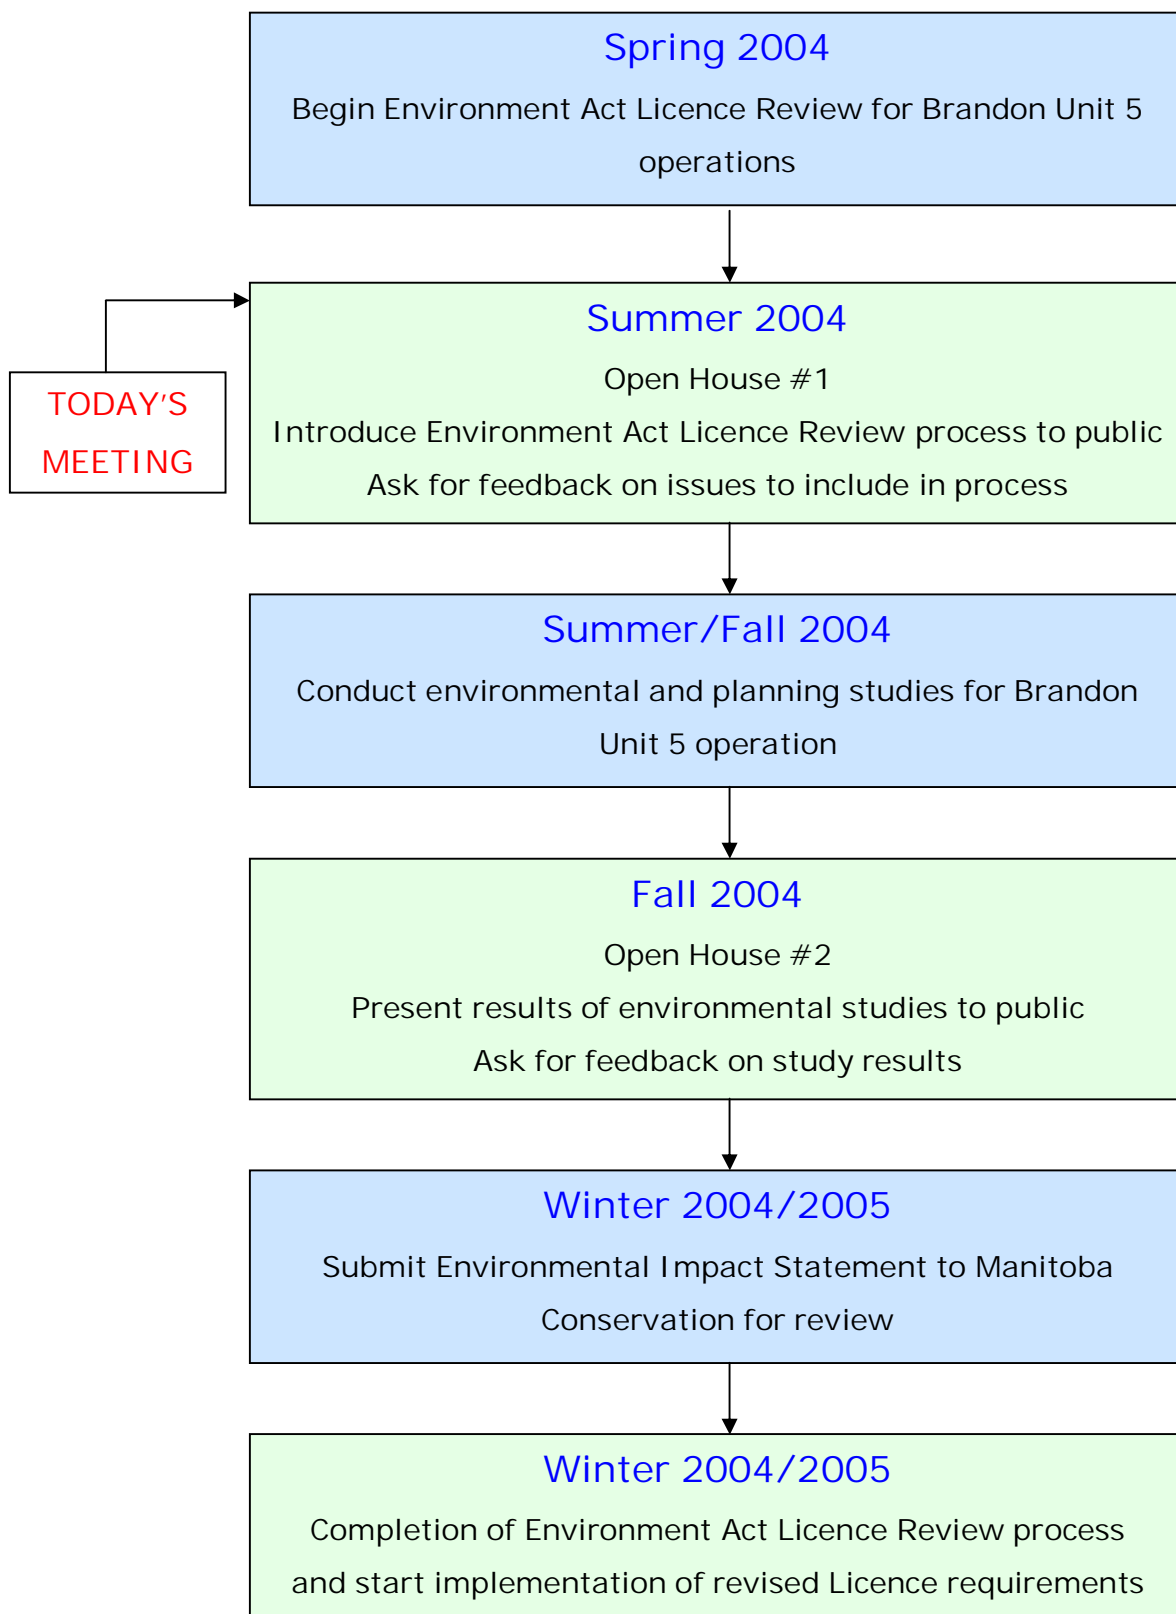 Spring 2004
Begin Environment Act Licence Review for Brandon Unit 5
operations
Summer 2004
Open House #1
Introduce Environment Act Licence Review process to public
Ask for feedback on issues to include in process
TODAY'S
MEETING
Summer/Fall 2004
Conduct environmental and planning studies for Brandon
Unit 5 operation
Fall 2004
Open House #2
Present results of environmental studies to public
Ask for feedback on study results
Winter 2004/2005
Submit Environmental Impact Statement to Manitoba
Conservation for review
Winter 2004/2005
Completion of Environment Act Licence Review process
and start implementation of revised Licence requirements